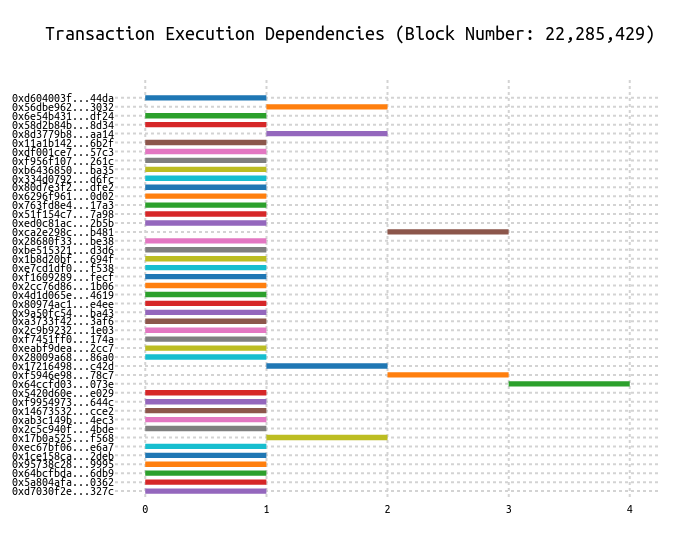 Transaction Execution Dependencies (Block Number: 22,285,429)
0xd604003f...44da
0x56dbe962...3032
0x6e54b431...df24
0x58d2b84b...8d34
0x8d3779b8...aa14
0x11a1b142...6b2f
0xdf001ce7...57c3
0xf956f107...261c
0xb6436850...ba35
0x334d0792...d6fc
0x80d7e3f2...dfe2
0x6296f961...0d02
0x763fd8e4...17a3
0x51f154c7...7a98
0xed0c81ac...2b5b
0xca2e298c...b481
0x28680f33...be38
0xbe515321...d3d6
0x1b8d20bf...694f
0xe7cd1df0...f538
0xf1609289...fecf
0x2cc76d86...1b06
0x4d1d065e...4619
0x80974ac1...e4ee
0x9a50fc54...ba43
0xa3733f42...3af6
0x2c9b9232...1e03
0xf7451ff0...174a
0xeabf9dea...2cc7
0x28009a68...86a0
0x17216498...c42d
0xf5946e98...78c7
0x64ccfd03...073e
0x5420d60e...e029
0xf9954973...644c
0x14673532...cce2
0xab3c149b...4ec3
0x2c5c940f...4bde
0x17b0a525...f568
0xec67bf06...e6a7
0x1ce158ca...2deb
0x95738c28...9995
0x64bcfbda...6db9
0x5a804afa...0362
0xd7030f2e...327c
0 1 2 3 4